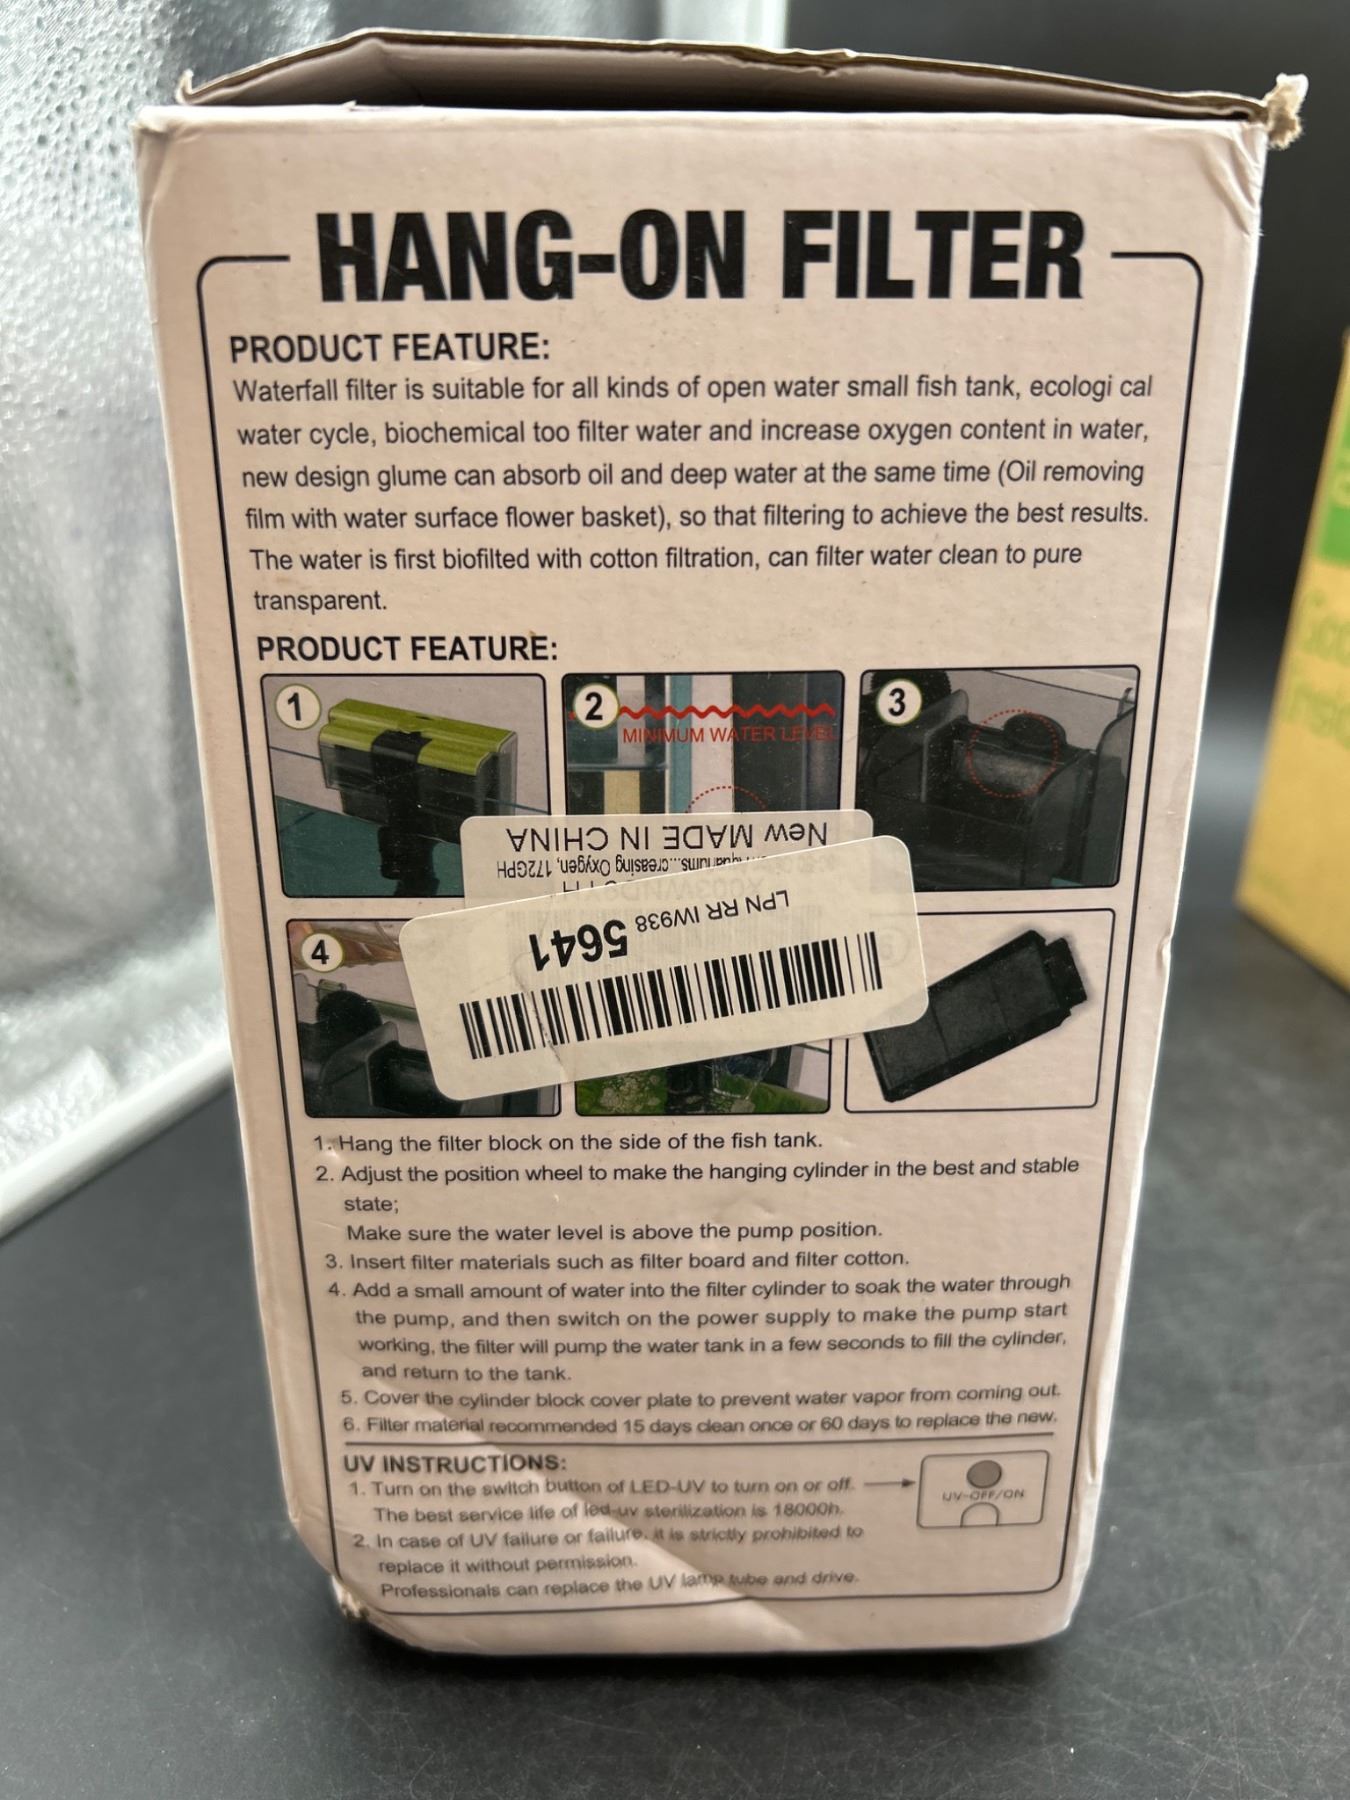 HANG-ON FILTER
PRODUCT FEATURE:
Waterfall filter is suitable for all kinds of open water small fish tank, ecologi cal
water cycle, biochemical too filter water and increase oxygen content in water,
new design glume can absorb oil and deep water at the same time (Oil removing
film with water surface flower basket), so that filtering to achieve the best results.
The water is first biofilted with cotton filtration, can filter water clean to pure
transparent.
PRODUCT FEATURE:
1
2
MINIMUM WATER LEVEL
3
New MADE IN CHINA
creasing Oxygen, 172GPH
LPN RR IW938 5641
4
1. Hang the filter block on the side of the fish tank.
2. Adjust the position wheel to make the hanging cylinder in the best and stable
state;
Make sure the water level is above the pump position.
3. Insert filter materials such as filter board and filter cotton.
4. Add a small amount of water into the filter cylinder to soak the water through
the pump, and then switch on the power supply to make the pump start
working, the filter will pump the water tank in a few seconds to fill the cylinder,
and return to the tank.
5. Cover the cylinder block cover plate to prevent water vapor from coming out.
6. Filter material recommended 15 days clean once or 60 days to replace the new.
UV INSTRUCTIONS:
1. Turn on the switch button of LED-UV to turn on or off.
The best service life of led-uv sterilization is 18000h.
UV-OFF/ON
2. In case of UV failure or failure, it is strictly prohibited to
replace it without permission.
Professionals can replace the UV lamp tube and drive.